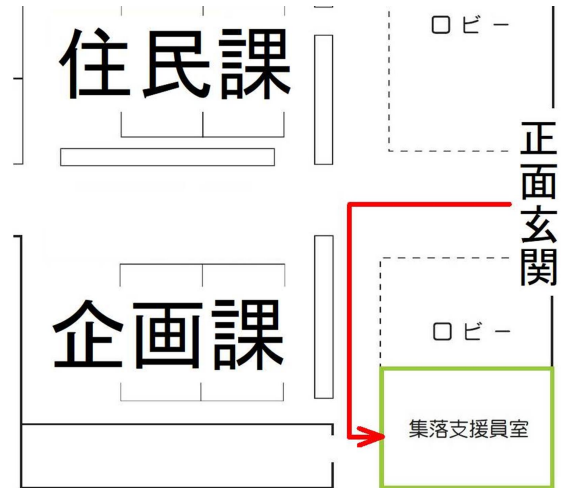 ロビー
住民課
正面玄関
企画課
ロビー
集落支援員室